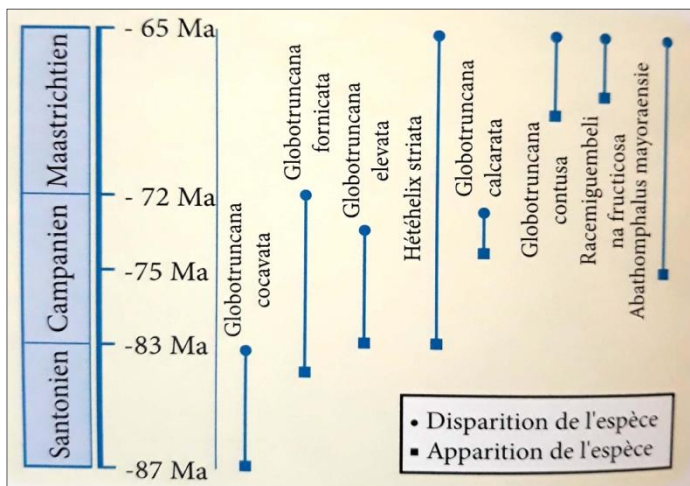 Maastrichtien
Campanien
Santonien
- 65 Ma
- 72 Ma
-75 Ma
-83 Ma
-87 Ma
Globotruncana
cocavata
Globotruncana
fornicata
Globotruncana
elevata
Hétéhelix striata
Globotruncana
calcarata
Globotruncana
contusa
Racemiguembeli
na fructicosa
Abathomphalus mayoraensie
• Disparition de l'espèce
■ Apparition de l'espèce